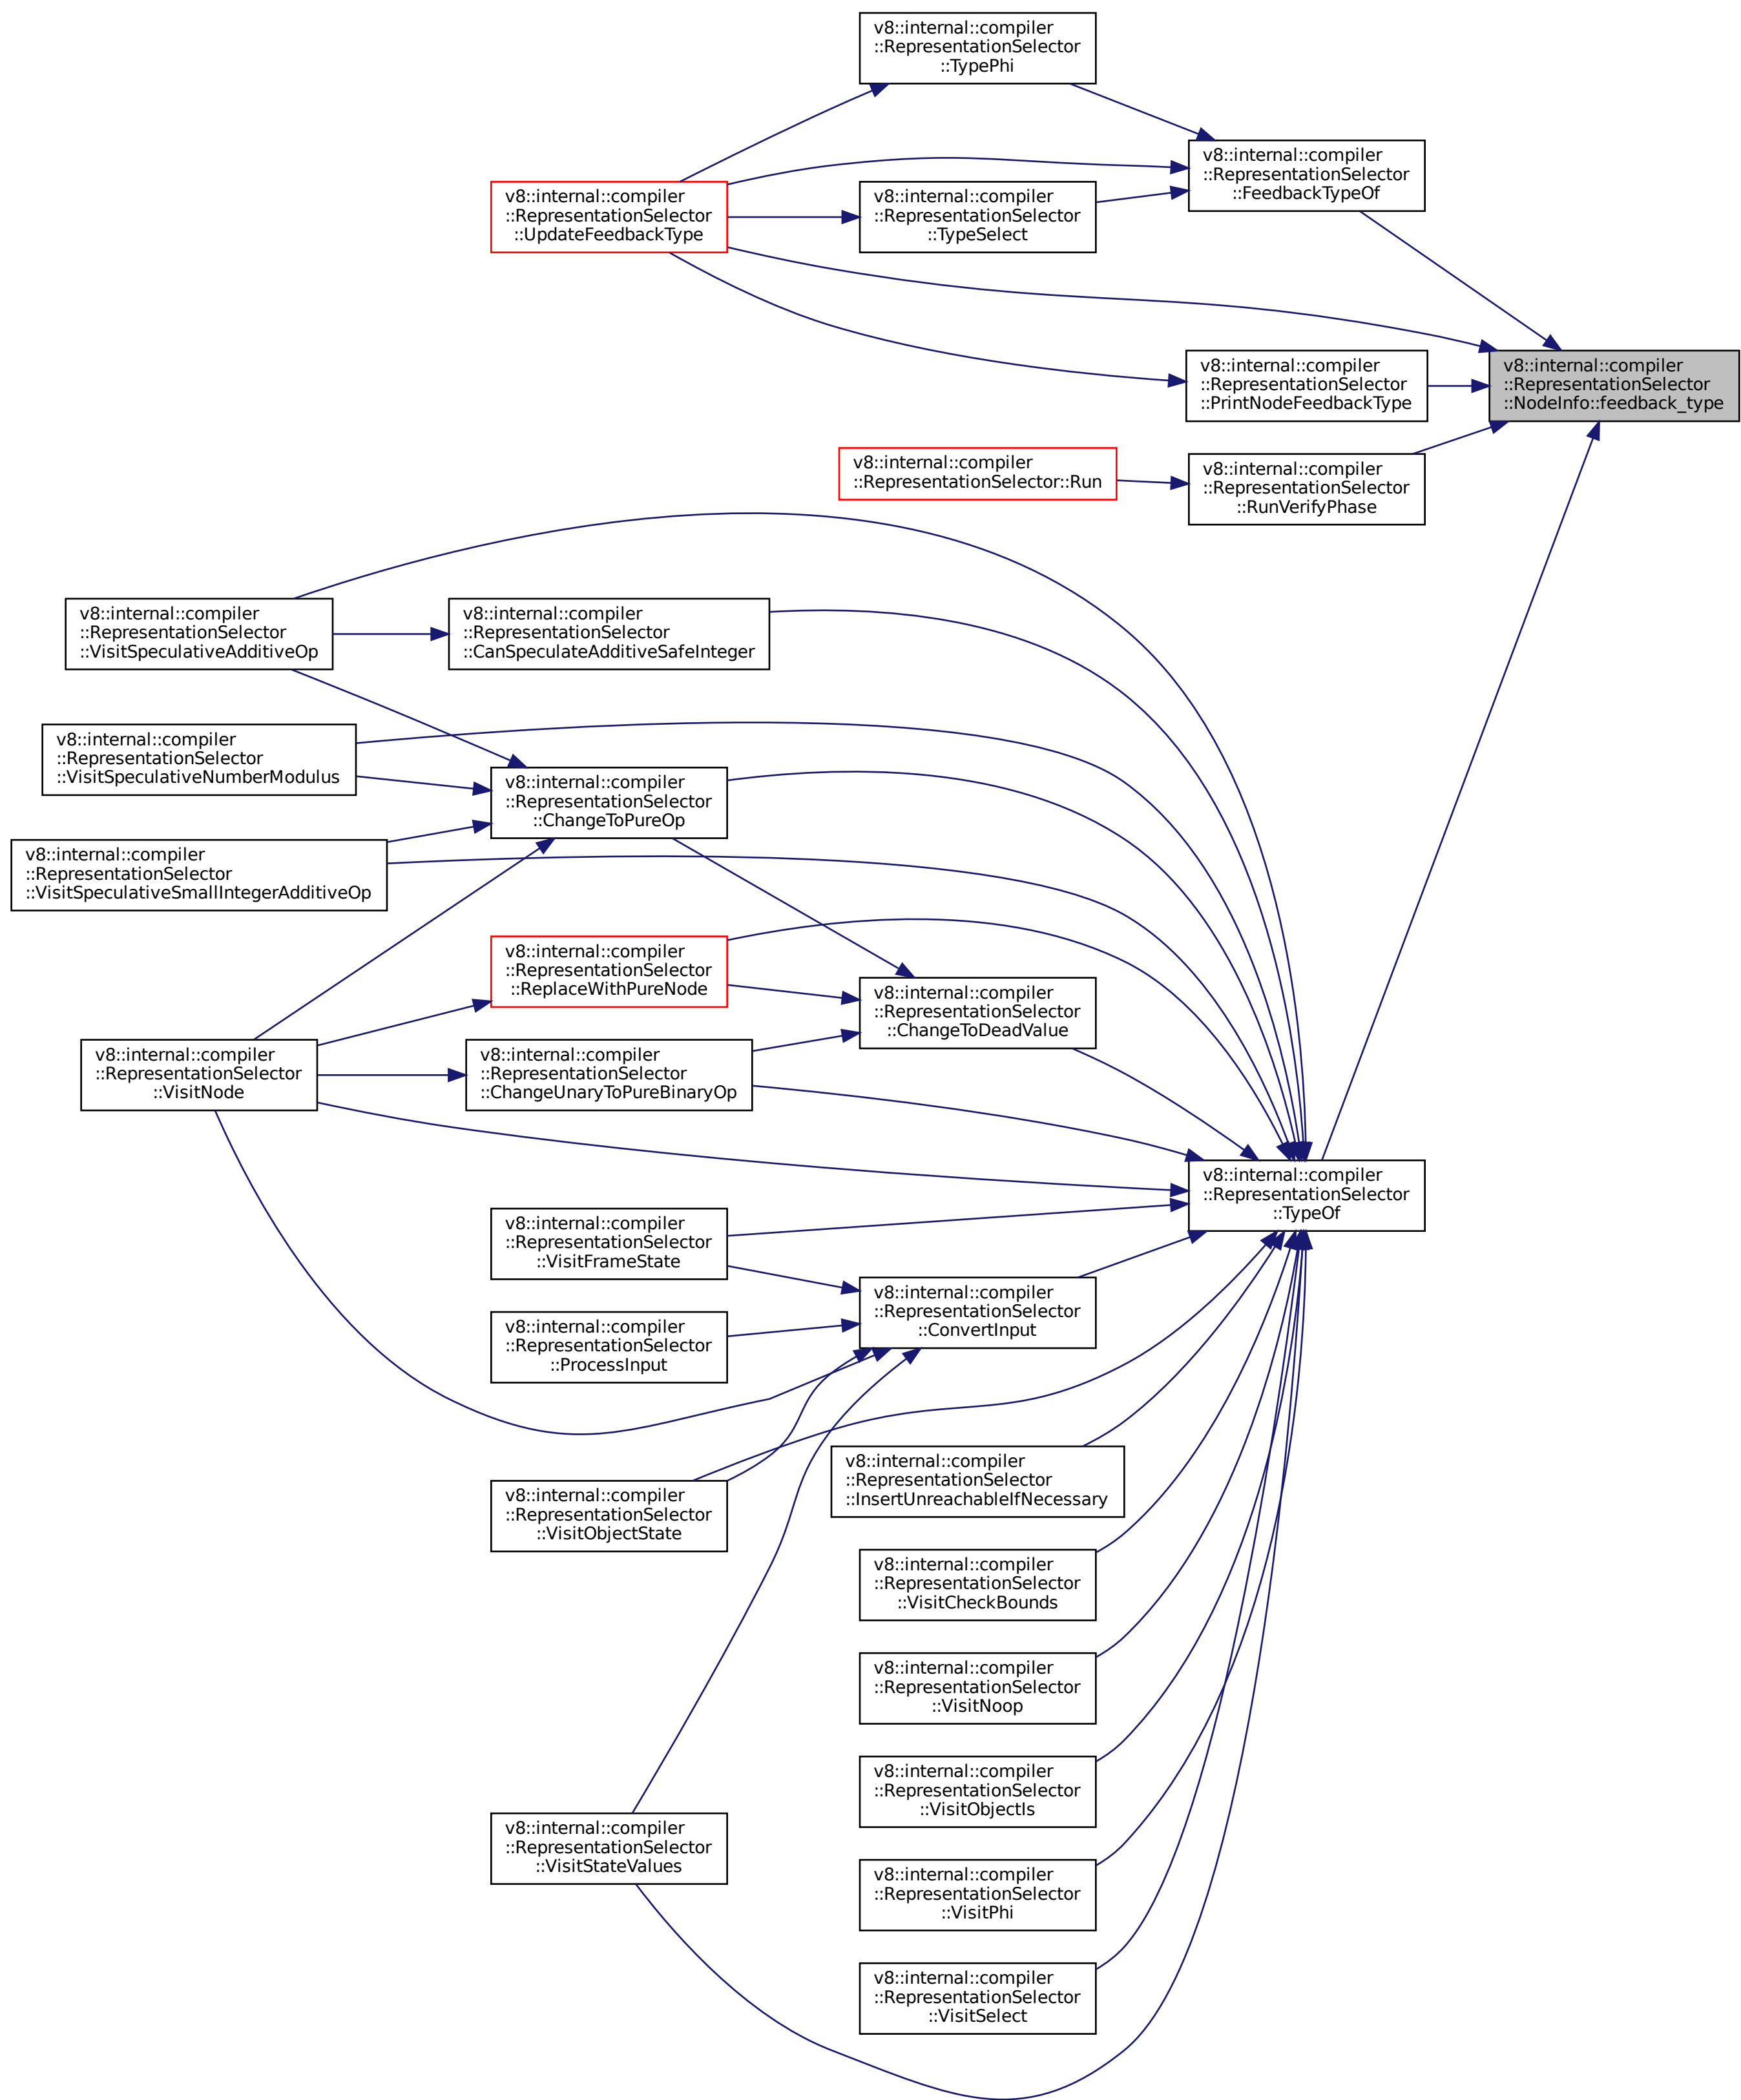 v8::internal::compiler
::RepresentationSelector
::TypePhi
v8::internal::compiler
::RepresentationSelector
::FeedbackTypeOf
v8::internal::compiler
::RepresentationSelector
::UpdateFeedbackType
v8::internal::compiler
::RepresentationSelector
::TypeSelect
v8::internal::compiler
::RepresentationSelector
::PrintNodeFeedbackType
v8::internal::compiler
::RepresentationSelector
::NodeInfo::feedback_type
v8::internal::compiler
::RepresentationSelector::Run
v8::internal::compiler
::RepresentationSelector
::RunVerifyPhase
v8::internal::compiler
::RepresentationSelector
::VisitSpeculativeAdditiveOp
v8::internal::compiler
::RepresentationSelector
::CanSpeculateAdditiveSafeInteger
v8::internal::compiler
::RepresentationSelector
::VisitSpeculativeNumberModulus
v8::internal::compiler
::RepresentationSelector
::ChangeToPureOp
v8::internal::compiler
::RepresentationSelector
::VisitSpeculativeSmallIntegerAdditiveOp
v8::internal::compiler
::RepresentationSelector
::ReplaceWithPureNode
v8::internal::compiler
::RepresentationSelector
::ChangeToDeadValue
v8::internal::compiler
::RepresentationSelector
::VisitNode
v8::internal::compiler
::RepresentationSelector
::ChangeUnaryToPureBinaryOp
v8::internal::compiler
::RepresentationSelector
::TypeOf
v8::internal::compiler
::RepresentationSelector
::VisitFrameState
v8::internal::compiler
::RepresentationSelector
::ConvertInput
v8::internal::compiler
::RepresentationSelector
::ProcessInput
v8::internal::compiler
::RepresentationSelector
::InsertUnreachableIfNecessary
v8::internal::compiler
::RepresentationSelector
::VisitObjectState
v8::internal::compiler
::RepresentationSelector
::VisitCheckBounds
v8::internal::compiler
::RepresentationSelector
::VisitNoop
v8::internal::compiler
::RepresentationSelector
::VisitObjectIs
v8::internal::compiler
::RepresentationSelector
::VisitStateValues
v8::internal::compiler
::RepresentationSelector
::VisitPhi
v8::internal::compiler
::RepresentationSelector
::VisitSelect